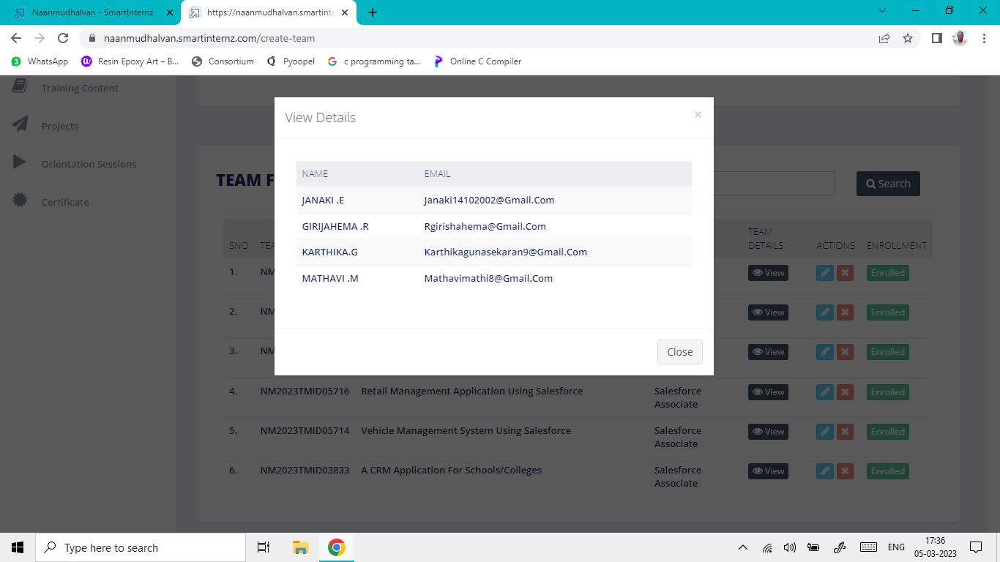 Naanmudhalvan - SmartInternz
https://naanmudhalvan.smartinte
naanmudhalvan.smartinternz.com/create-team
3 WhatsApp Resin Epoxy Art – B... Consortium Pyoopel c programming ta... Online C Compiler
Training Content
Projects
Orientation Sessions
Certificate
View Details ×
NAME EMAIL
JANAKI .E Janaki14102002@Gmail.Com
GIRIJAHEMA .R Rgirishahema@Gmail.Com
KARTHIKA.G Karthikagunasekaran9@Gmail.Com
MATHAVI .M Mathavimathi8@Gmail.Com
Close
TEAM F
Search
SNO TEA TEAM DETAILS ACTIONS ENROLLMENT
1. NM View Enrolled
2. NM View Enrolled
3. NM View Enrolled
4. NM2023TMID05716 Retail Management Application Using Salesforce Salesforce Associate View Enrolled
5. NM2023TMID05714 Vehicle Management System Using Salesforce Salesforce Associate View Enrolled
6. NM2023TMID03833 A CRM Application For Schools/Colleges Salesforce Associate View Enrolled
Type here to search
ENG
17:36
05-03-2023